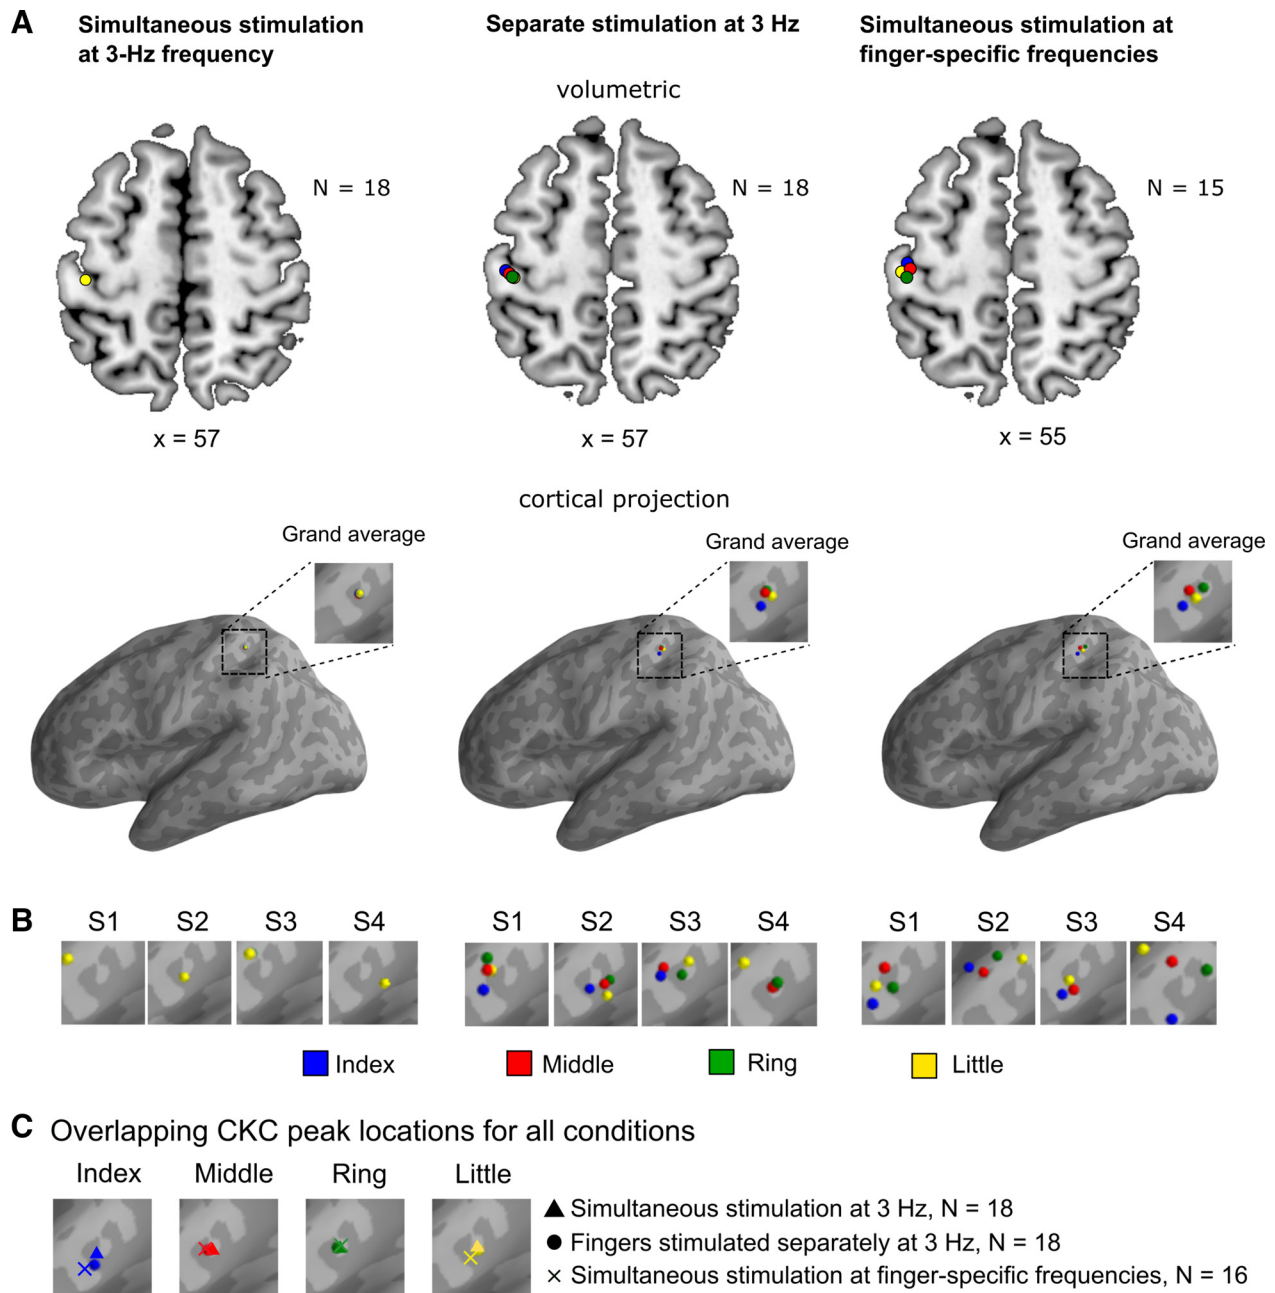 A
Simultaneous stimulation
at 3-Hz frequency
Separate stimulation at 3 Hz
Simultaneous stimulation at
finger-specific frequencies
volumetric
N = 18
N = 18
N = 15
x = 57
x = 57
x = 55
cortical projection
Grand average
Grand average
Grand average
B
S1 S2 S3 S4
S1 S2 S3 S4
S1 S2 S3 S4
Index Middle Ring Little
C
Overlapping CKC peak locations for all conditions
Index Middle Ring Little
Simultaneous stimulation at 3 Hz, N = 18
Fingers stimulated separately at 3 Hz, N = 18
Simultaneous stimulation at finger-specific frequencies, N = 16